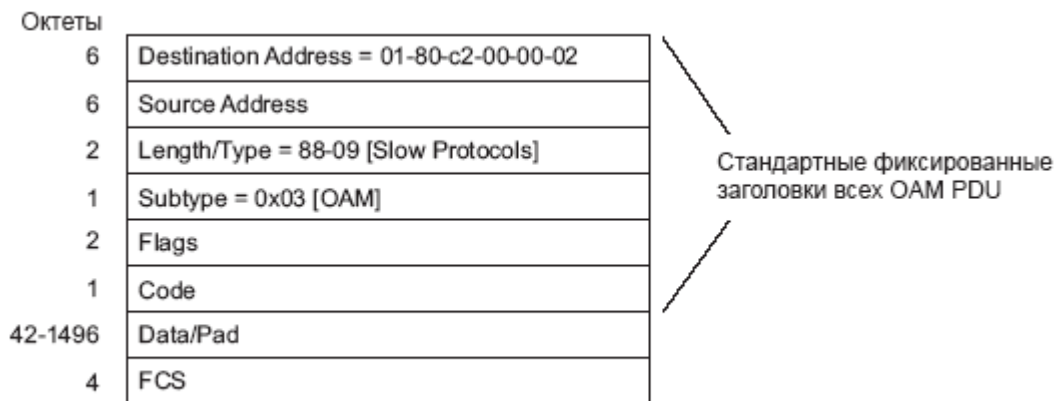 Октеты
6 Destination Address = 01-80-c2-00-00-02
6 Source Address
2 Length/Type = 88-09 [Slow Protocols]
1 Subtype = 0x03 [OAM]
2 Flags
1 Code
42-1496 Data/Pad
4 FCS
Стандартные фиксированные
заголовки всех OAM PDU